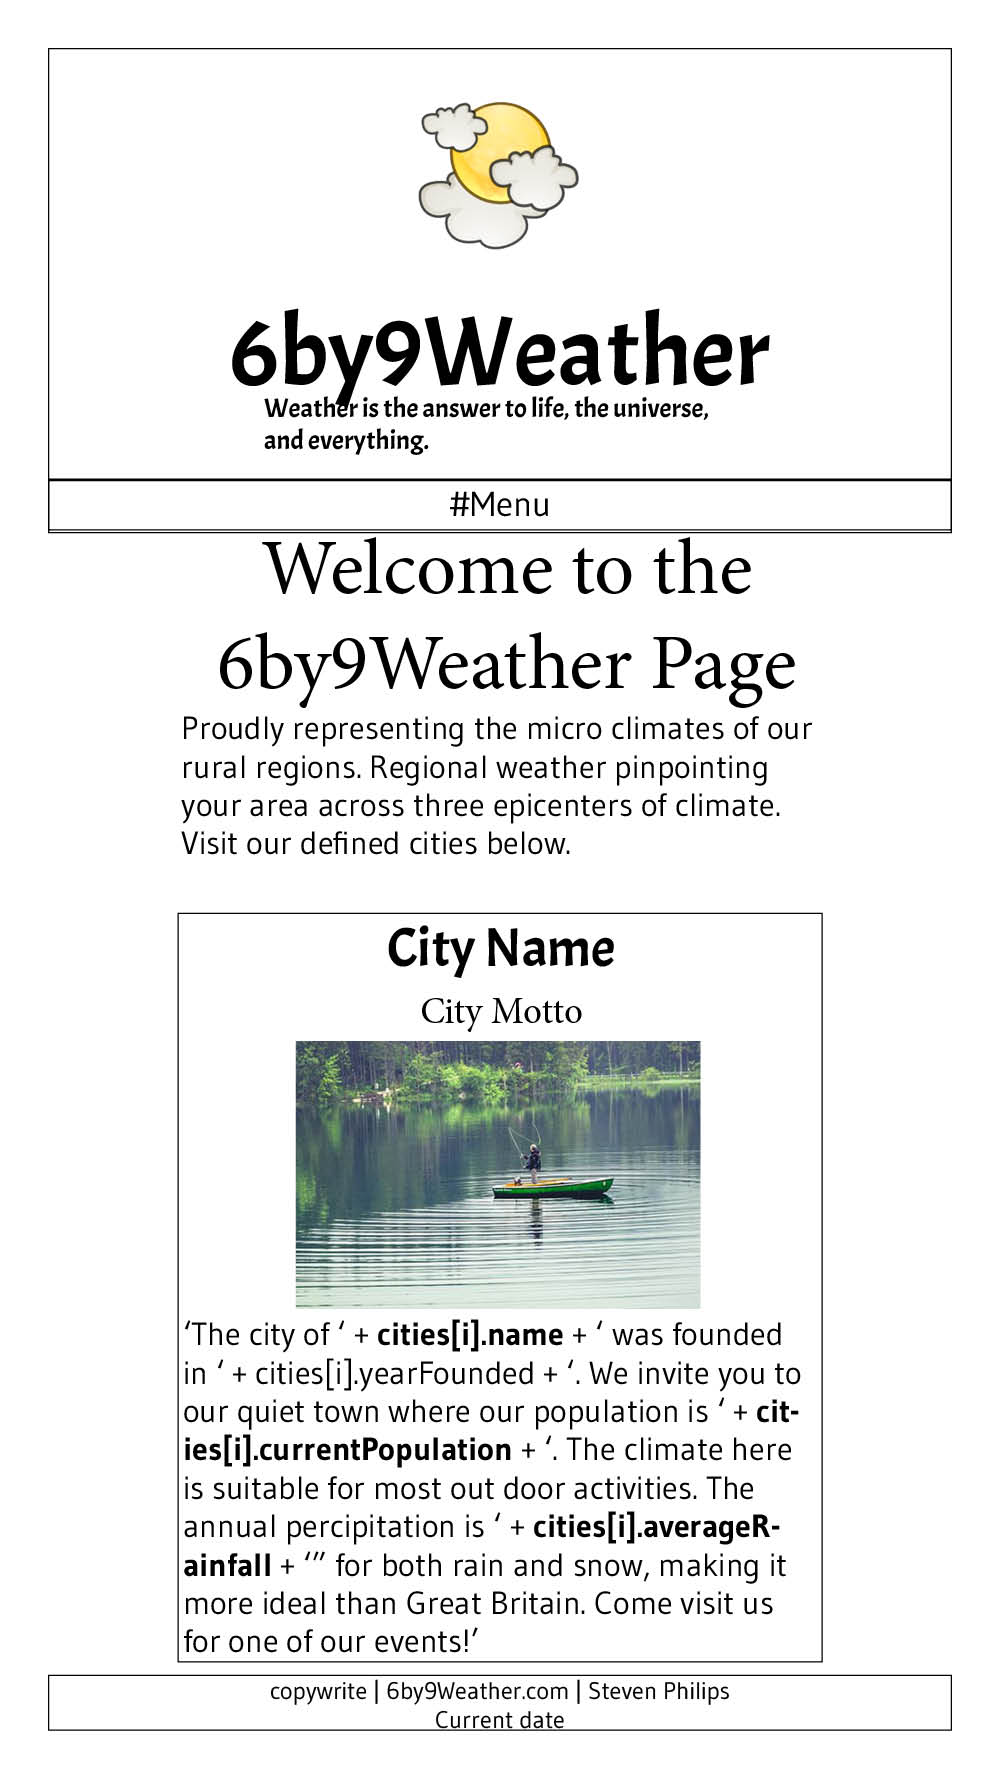 6by9Weather
Weather is the answer to life, the universe,
and everything.
#Menu
Welcome to the
6by9Weather Page
Proudly representing the micro climates of our
rural regions. Regional weather pinpointing
your area across three epicenters of climate.
Visit our defined cities below.
City Name
City Motto
‘The city of ‘ + cities[i].name + ‘ was founded
in ‘ + cities[i].yearFounded + ‘. We invite you to
our quiet town where our population is ‘ + cit-
ies[i].currentPopulation + ‘. The climate here
is suitable for most out door activities. The
annual percipitation is ‘ + cities[i].averageR-
ainfall + ‘” for both rain and snow, making it
more ideal than Great Britain. Come visit us
for one of our events!’
copywrite | 6by9Weather.com | Steven Philips
Current date